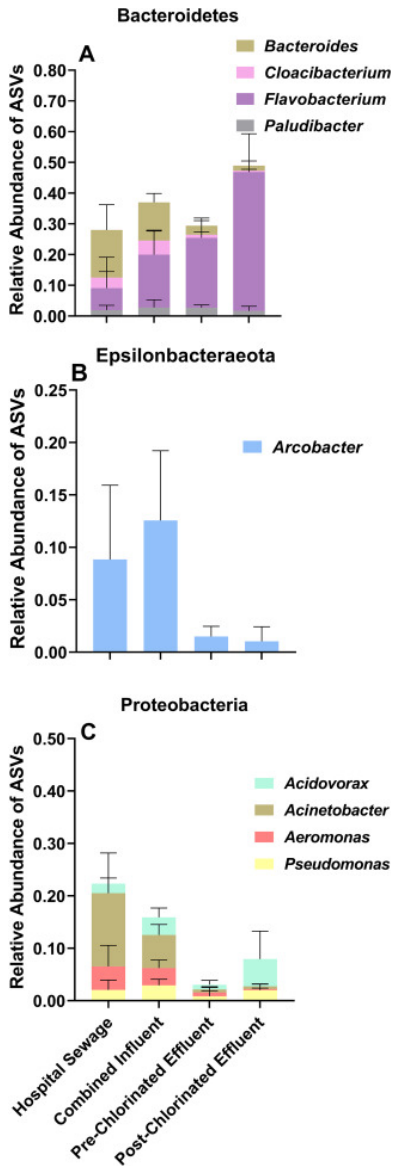 Bacteroidetes
A
Bacteroides
Cloacibacterium
Flavobacterium
Paludibacter
Relative Abundance of ASVs
0.80
0.70
0.60
0.50
0.40
0.30
0.20
0.10
0.00
Epsilonbacteraeota
B
Arcobacter
Relative Abundance of ASVs
0.25
0.20
0.15
0.10
0.05
0.00
Proteobacteria
C
Acidovorax
Acinetobacter
Aeromonas
Pseudomonas
Relative Abundance of ASVs
0.50
0.40
0.30
0.20
0.10
0.00
Hospital Sewage
Combined Influent
Pre-Chlorinated Effluent
Post-Chlorinated Effluent